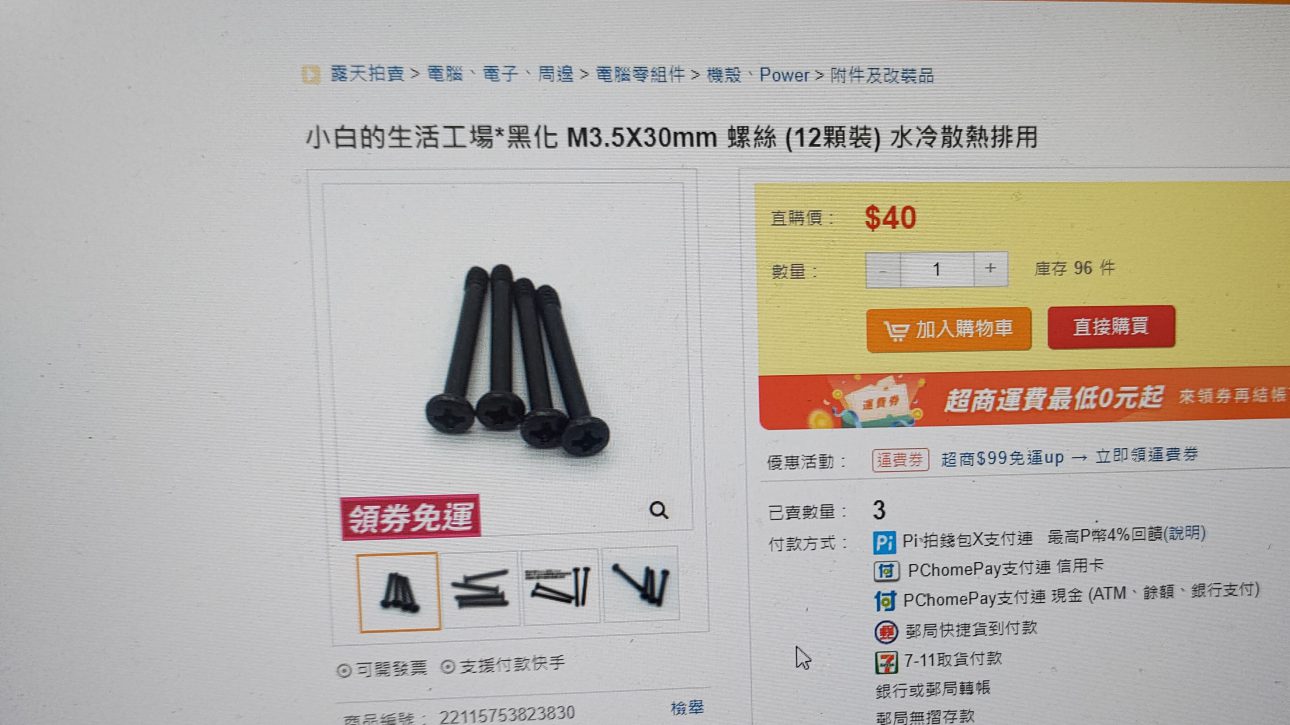 露天拍賣 > 電腦、電子、周邊 > 電腦零組件 > 機殼、Power > 附件及改裝品
小白的生活工場*黑化 M3.5X30mm 螺絲 (12顆裝) 水冷散熱排用
直購價： $40
數量： - 1 + 庫存 96 件
加入購物車 直接購買
運費券 超商運費最低0元起 來領券再結帳
優惠活動： 運費券 超商$99免運up → 立即領運費券
領券免運
已賣數量： 3
付款方式： Pi Pi 拍錢包X支付連 最高P幣4%回饋(說明)
PChomePay支付連 信用卡
PChomePay支付連 現金 (ATM、餘額、銀行支付)
郵局快捷貨到付款
7-11取貨付款
銀行或郵局轉帳
郵局無摺存款
可開發票 支援付款快手
商品編號： 22115753823830 檢舉